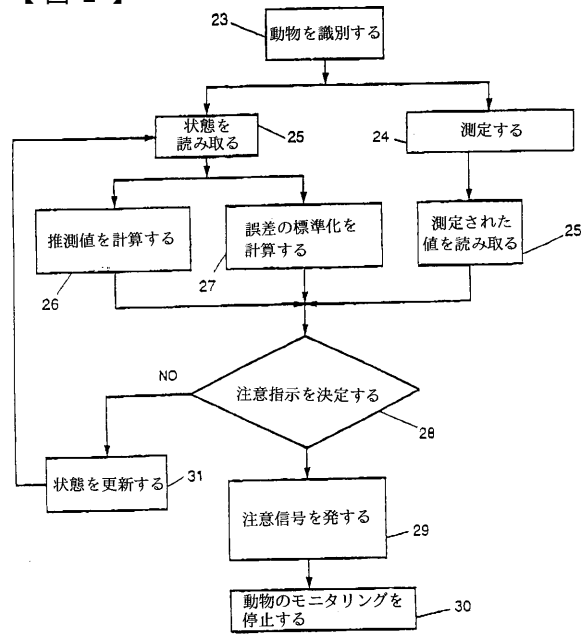 23
動物を識別する
状態を
読み取る
25
24
測定する
推測値を計算する
26
誤差の標準化を
計算する
27
測定された
値を読み取る
25
NO
注意指示を決定する
28
状態を更新する
31
注意信号を発する
29
動物のモニタリングを
停止する
30